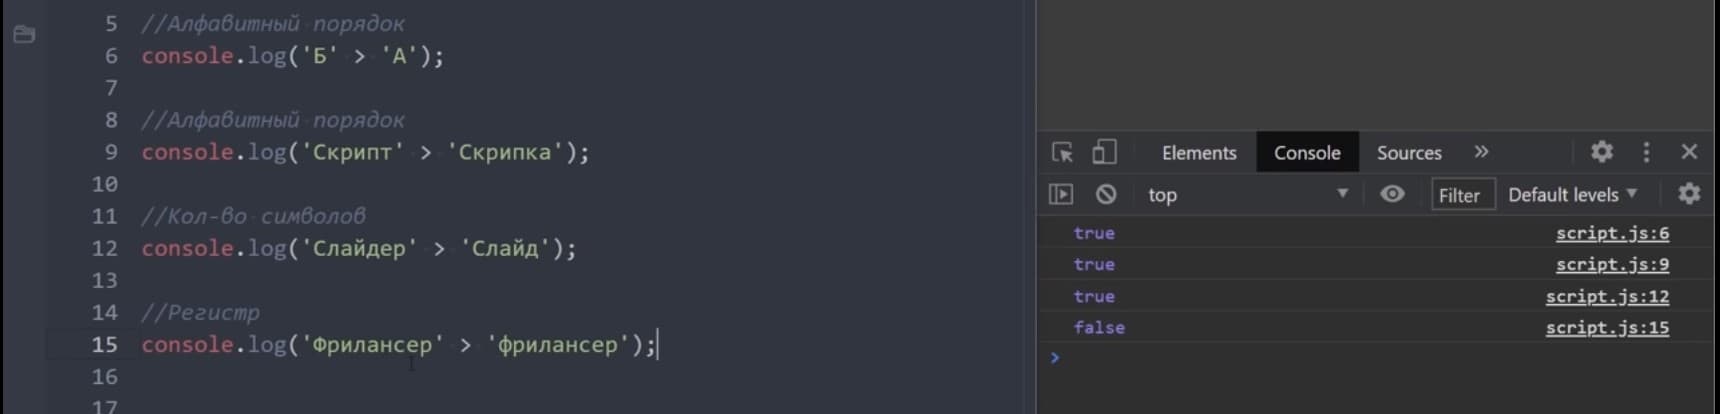 5 //Алфавитный порядок
6 console.log('Б' > 'А');
7
8 //Алфавитный порядок
9 console.log('Скрипт' > 'Скрипка');
10
11 //Кол-во символов
12 console.log('Слайдер' > 'Слайд');
13
14 //Регистр
15 console.log('Фрилансер' > 'фрилансер');
16
17
Elements Console Sources »
top Filter Default levels
true script.js:6
true script.js:9
true script.js:12
false script.js:15
>